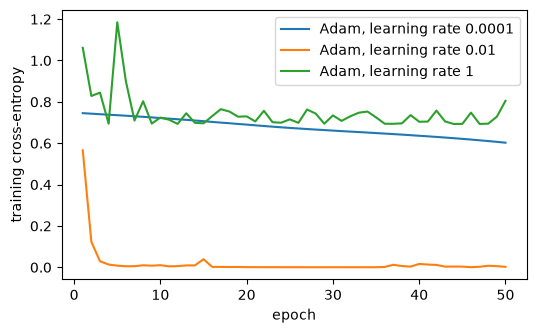 Adam, learning rate 0.0001
Adam, learning rate 0.01
Adam, learning rate 1
training cross-entropy
1.2
1.0
0.8
0.6
0.4
0.2
0.0
0 10 20 30 40 50
epoch